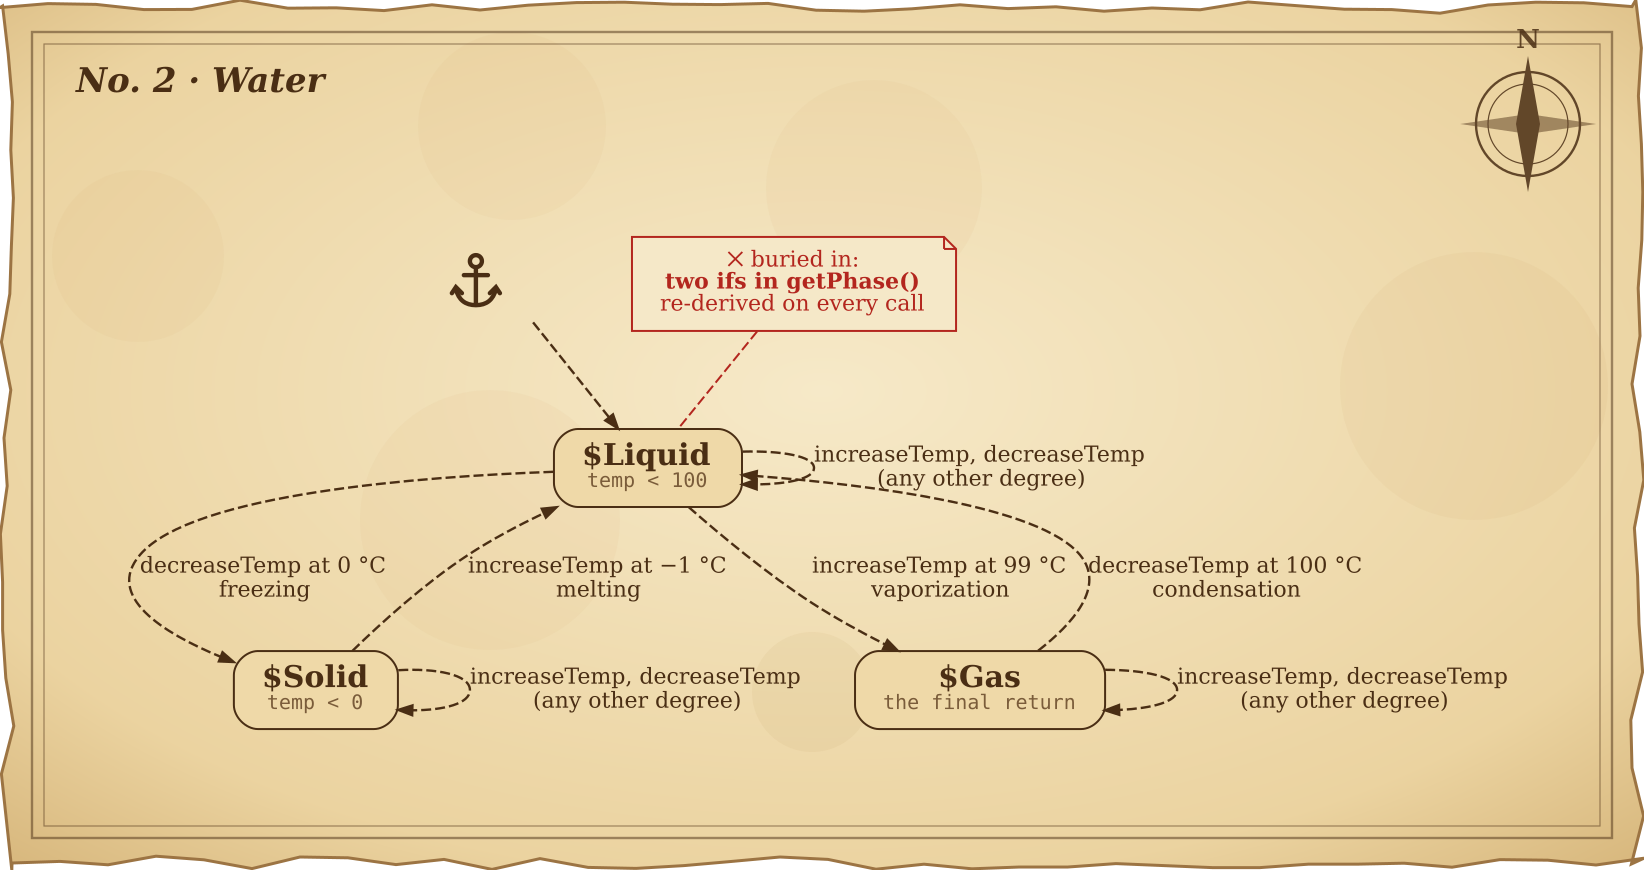 N
No. 2 · Water
✕ buried in:
two ifs in getPhase()
re-derived on every call
$Liquid
temp < 100
increaseTemp, decreaseTemp
(any other degree)
decreaseTemp at 0 °C
freezing
increaseTemp at −1 °C
melting
increaseTemp at 99 °C
vaporization
decreaseTemp at 100 °C
condensation
$Solid
temp < 0
increaseTemp, decreaseTemp
(any other degree)
$Gas
the final return
increaseTemp, decreaseTemp
(any other degree)